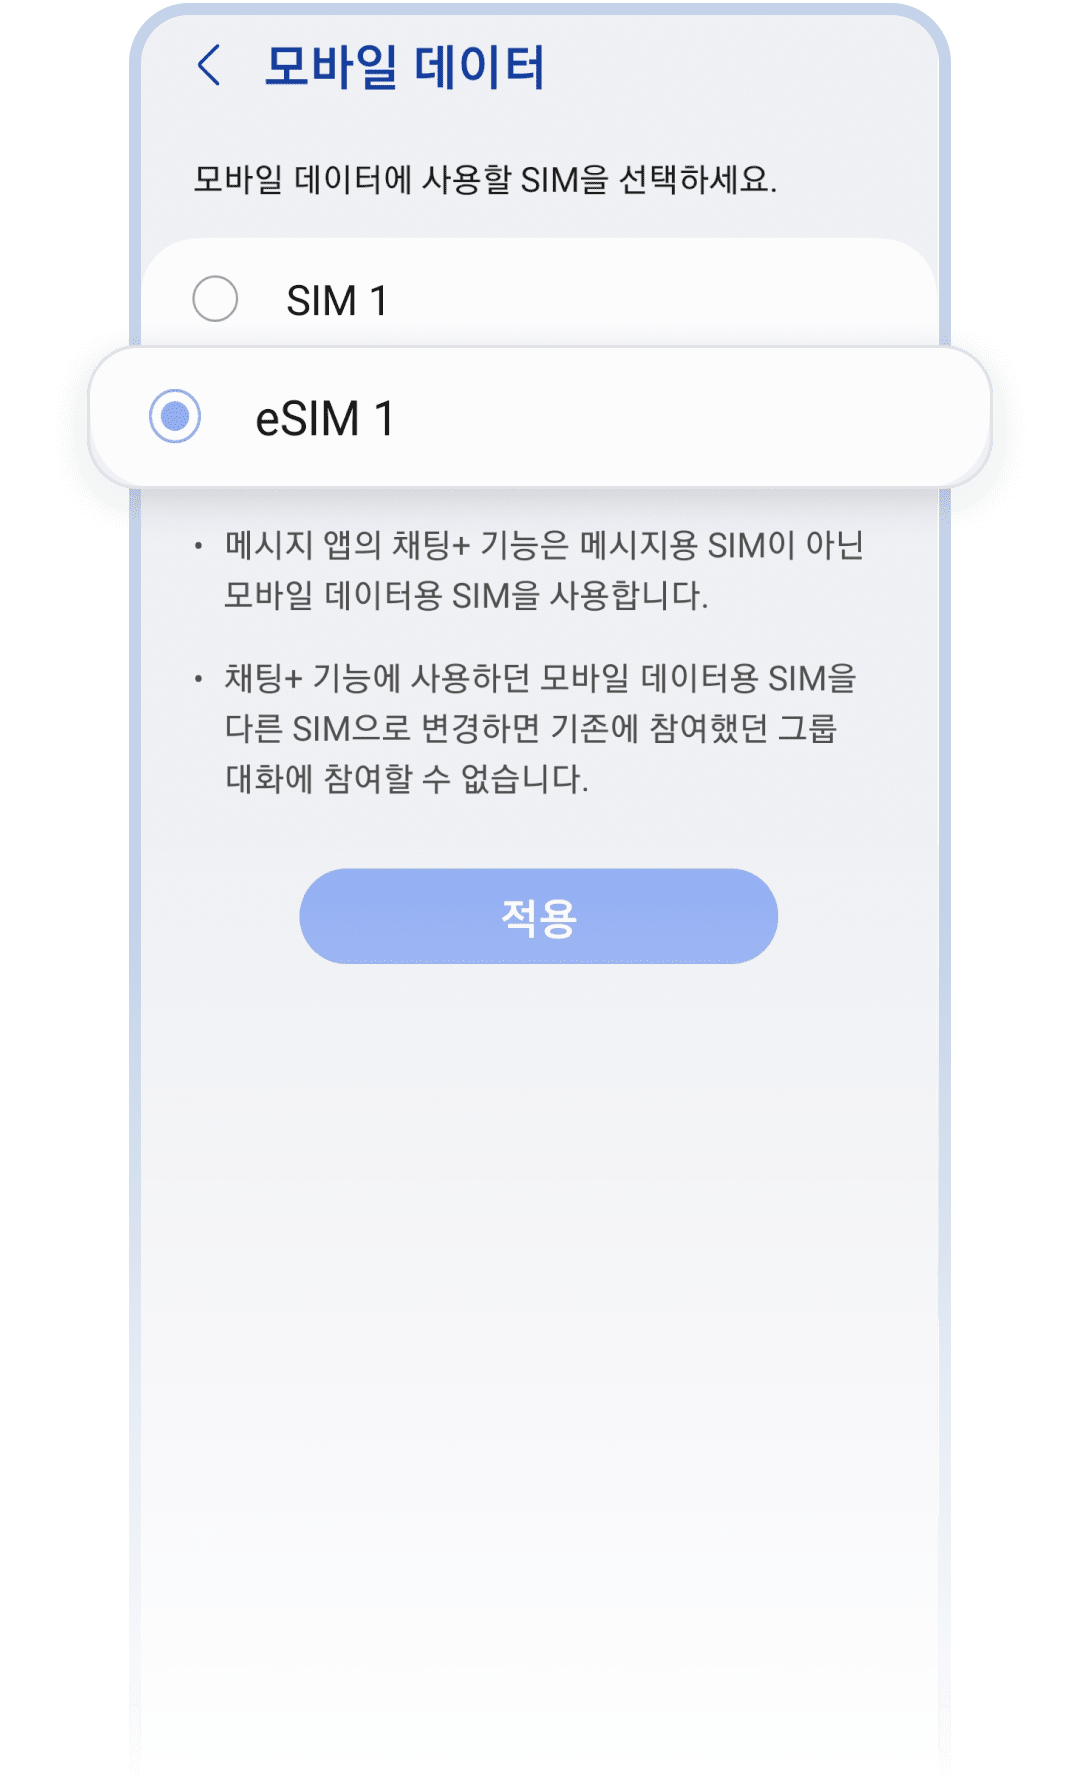 모바일 데이터
모바일 데이터에 사용할 SIM을 선택하세요.
SIM 1
eSIM 1
• 메시지 앱의 채팅+ 기능은 메시지용 SIM이 아닌
모바일 데이터용 SIM을 사용합니다.
• 채팅+ 기능에 사용하던 모바일 데이터용 SIM을
다른 SIM으로 변경하면 기존에 참여했던 그룹
대화에 참여할 수 없습니다.
적용